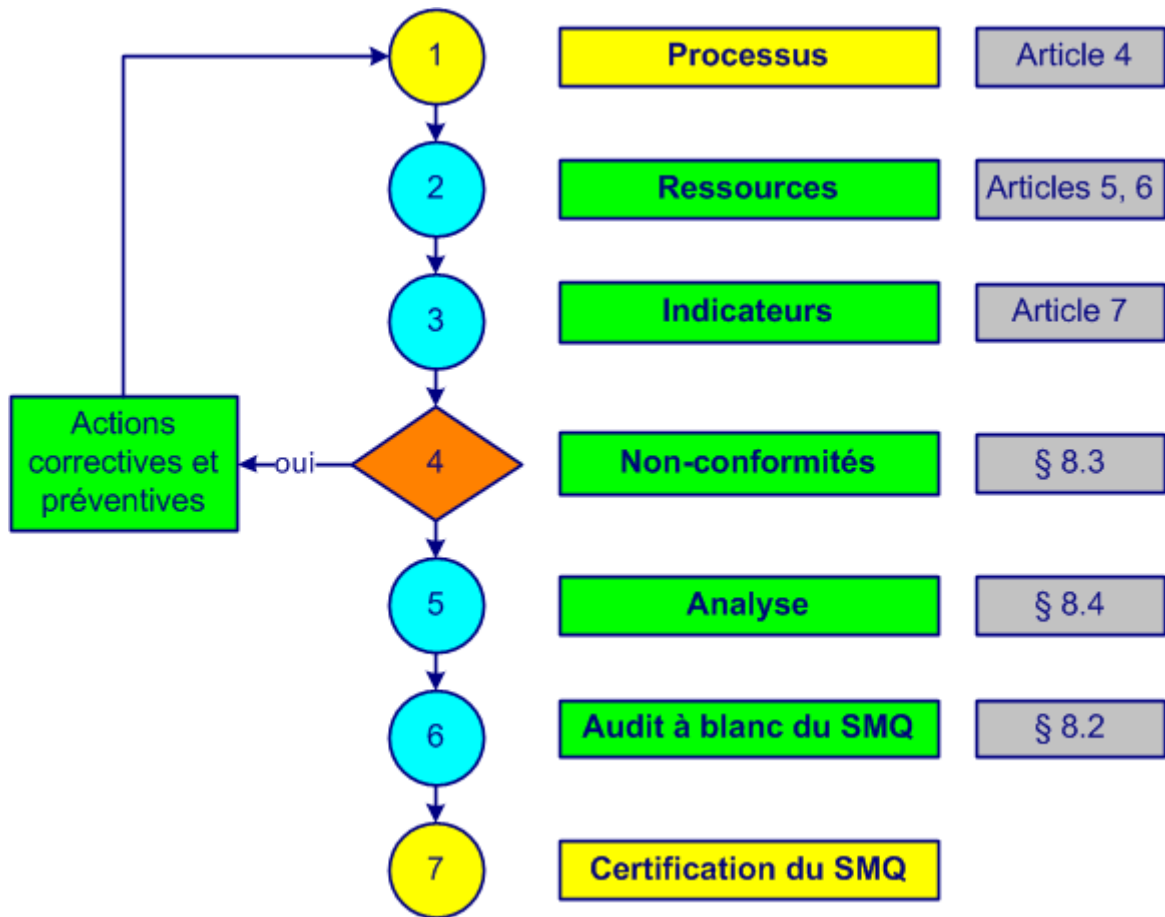 1
Processus
Article 4
2
Ressources
Articles 5, 6
3
Indicateurs
Article 7
Actions
correctives et
préventives
oui
4
Non-conformités
§ 8.3
5
Analyse
§ 8.4
6
Audit à blanc du SMQ
§ 8.2
7
Certification du SMQ